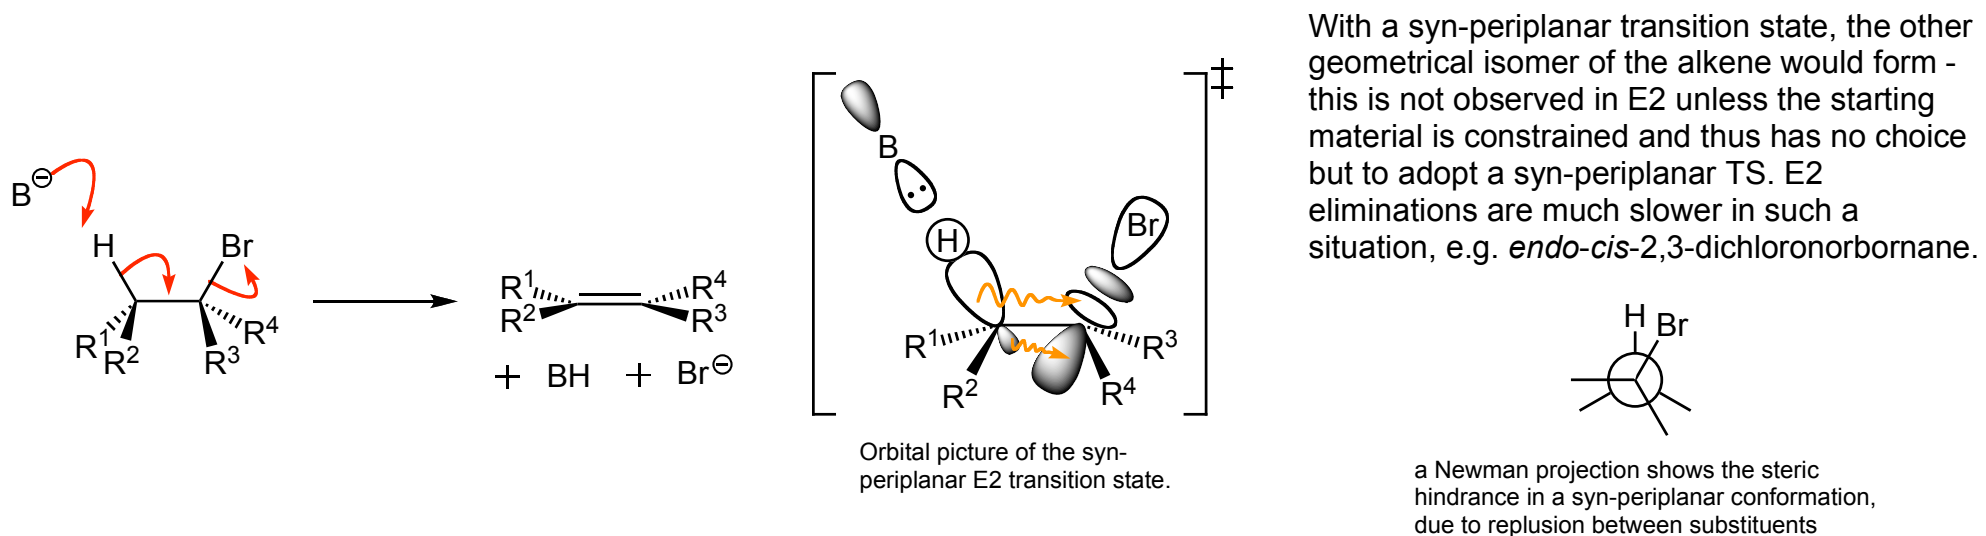 With a syn-periplanar transition state, the other
geometrical isomer of the alkene would form -
this is not observed in E2 unless the starting
material is constrained and thus has no choice
but to adopt a syn-periplanar TS. E2
eliminations are much slower in such a
situation, e.g. endo-cis-2,3-dichloronorbornane.
B⊖
H Br
R¹ R² R³ R⁴
R¹ R⁴
R² R³
+ BH + Br⊖
‡
B
H Br
R¹ R³
R² R⁴
Orbital picture of the syn-
periplanar E2 transition state.
H Br
a Newman projection shows the steric
hindrance in a syn-periplanar conformation,
due to replusion between substituents